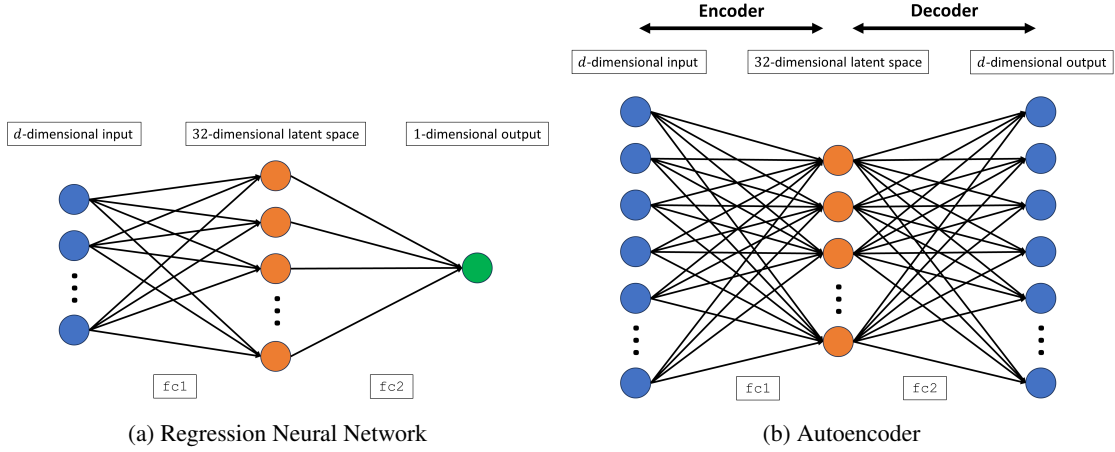 d-dimensional input
32-dimensional latent space
1-dimensional output
fc1
fc2
(a) Regression Neural Network
Encoder
Decoder
d-dimensional input
32-dimensional latent space
d-dimensional output
fc1
fc2
(b) Autoencoder